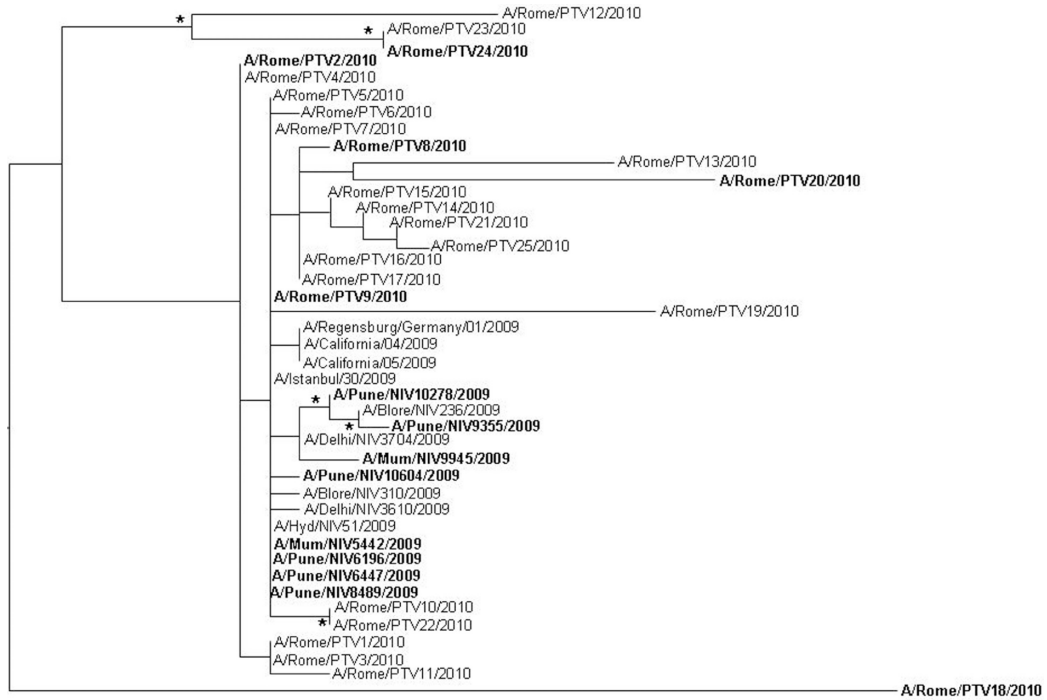 A/Rome/PTV12/2010
* 
A/Rome/PTV23/2010
*
A/Rome/PTV24/2010
A/Rome/PTV2/2010
A/Rome/PTV4/2010
A/Rome/PTV5/2010
A/Rome/PTV6/2010
A/Rome/PTV7/2010
A/Rome/PTV8/2010
A/Rome/PTV13/2010
A/Rome/PTV20/2010
A/Rome/PTV15/2010
A/Rome/PTV14/2010
A/Rome/PTV21/2010
A/Rome/PTV25/2010
A/Rome/PTV16/2010
A/Rome/PTV17/2010
A/Rome/PTV9/2010
A/Rome/PTV19/2010
A/Regensburg/Germany/01/2009
A/California/04/2009
A/California/05/2009
A/Istanbul/30/2009
A/Pune/NIV10278/2009
*
A/Blore/NIV236/2009
A/Pune/NIV9355/2009
*
A/Delhi/NIV3704/2009
A/Mum/NIV9945/2009
A/Pune/NIV10604/2009
A/Blore/NIV310/2009
A/Delhi/NIV3610/2009
A/Hyd/NIV51/2009
A/Mum/NIV5442/2009
A/Pune/NIV6196/2009
A/Pune/NIV6447/2009
A/Pune/NIV8489/2009
A/Rome/PTV10/2010
*
A/Rome/PTV22/2010
A/Rome/PTV1/2010
A/Rome/PTV3/2010
A/Rome/PTV11/2010
A/Rome/PTV18/2010